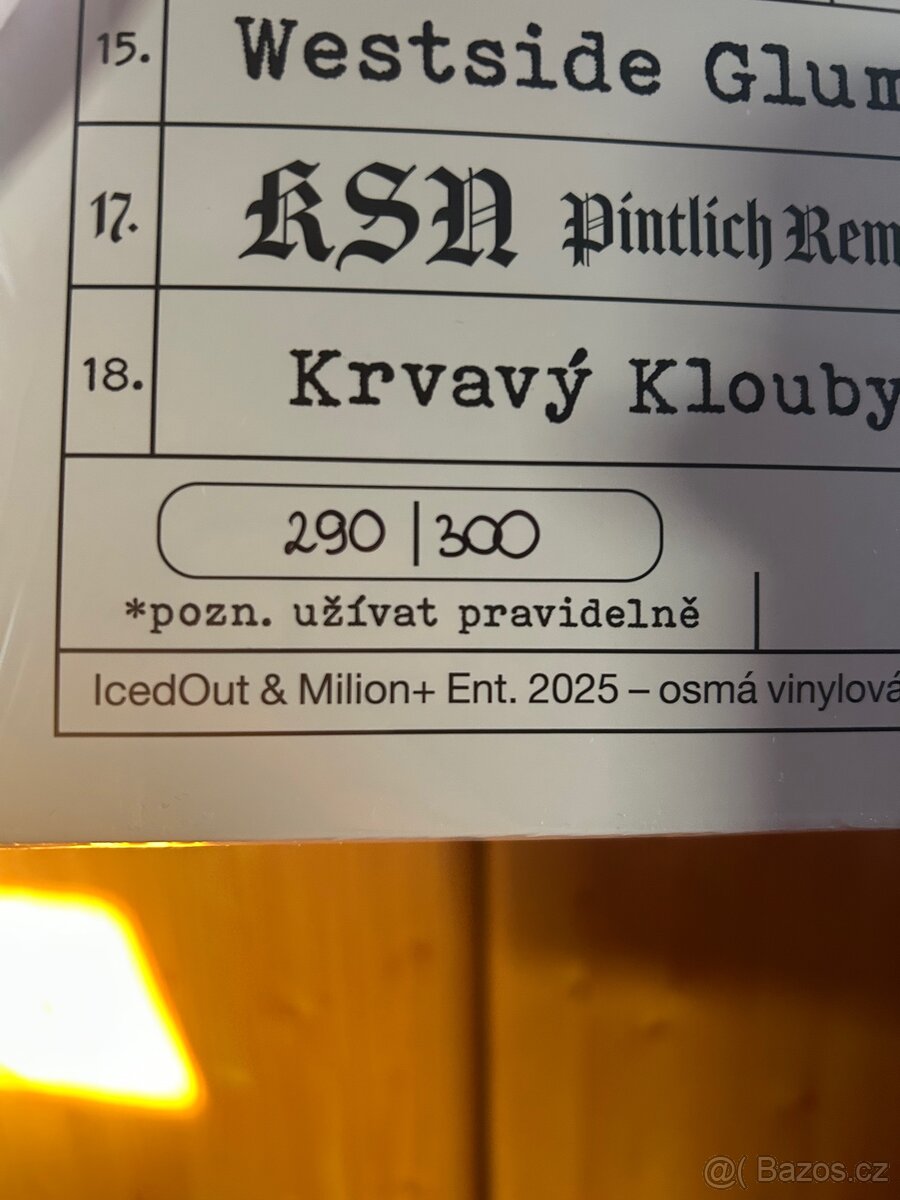 15. Westside Glum
17. KSN Pintlich Rem
18. Krvavý Klouby
290 | 300
*pozn. užívat pravidelně
IcedOut & Milion+ Ent. 2025 – osmá vinylová
@( Bazos.cz